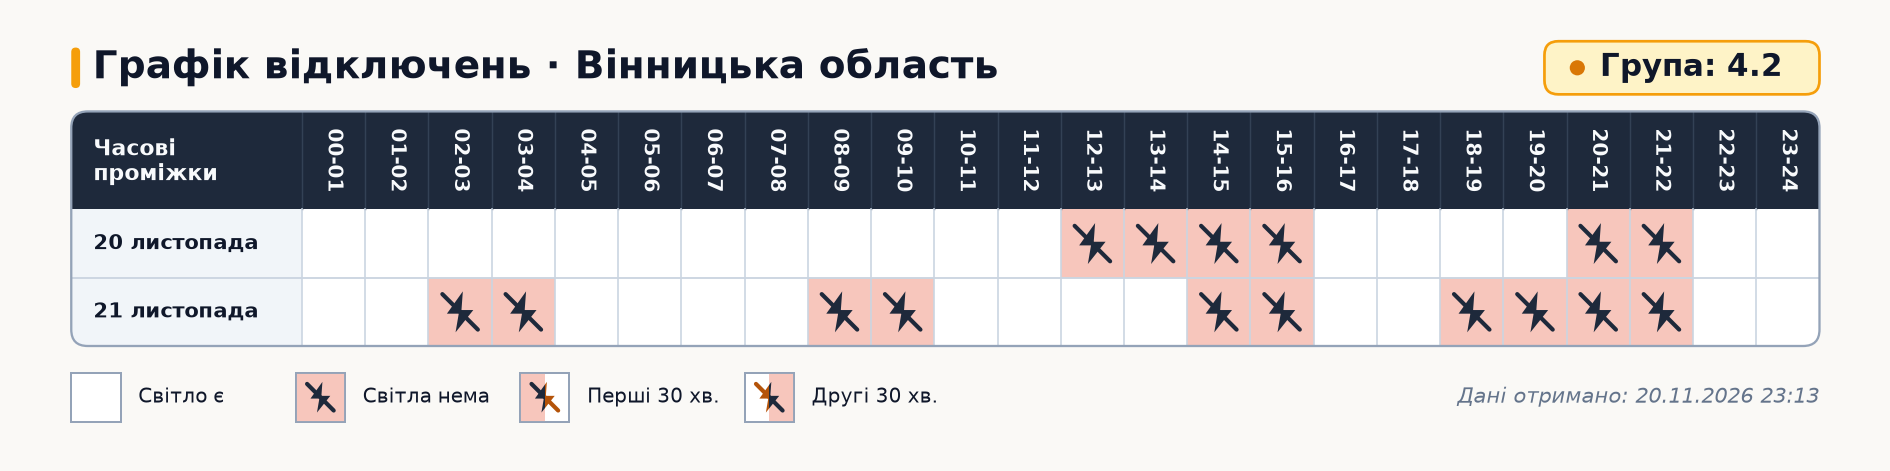 Графік відключень · Вінницька область
Група: 4.2
Часові
проміжки
00-01 01-02 02-03 03-04 04-05 05-06 06-07 07-08 08-09 09-10 10-11 11-12 12-13 13-14 14-15 15-16 16-17 17-18 18-19 19-20 20-21 21-22 22-23 23-24
20 листопада
21 листопада
Світло є Світла нема Перші 30 хв. Другі 30 хв.
Дані отримано: 20.11.2026 23:13